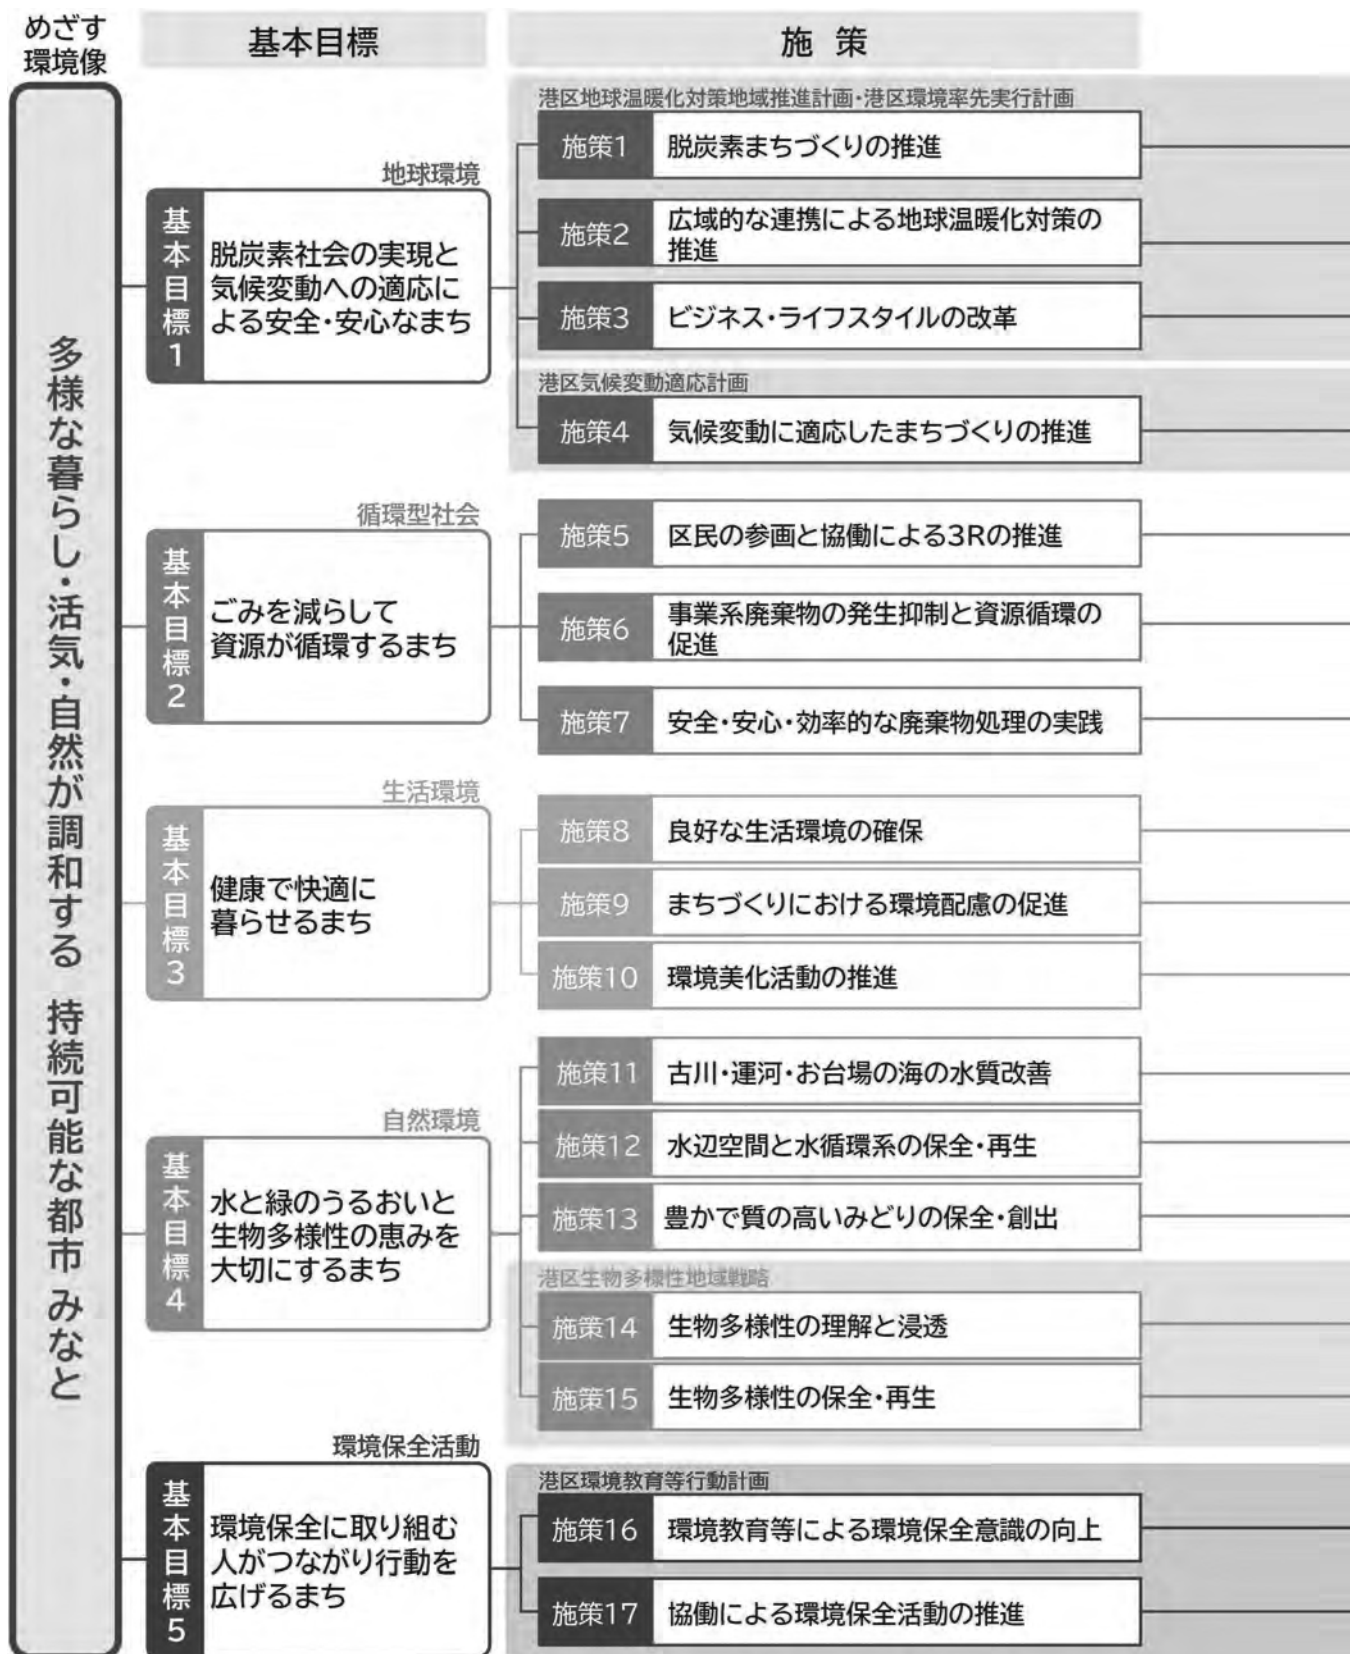 めざす
環境像
基本目標
施 策
多様な暮らし・活気・自然が調和する 持続可能な都市 みなと
地球環境
基本目標1
脱炭素社会の実現と
気候変動への適応に
よる安全・安心なまち
港区地球温暖化対策地域推進計画・港区環境率先実行計画
施策1 脱炭素まちづくりの推進
施策2 広域的な連携による地球温暖化対策の
推進
施策3 ビジネス・ライフスタイルの改革
港区気候変動適応計画
施策4 気候変動に適応したまちづくりの推進
循環型社会
基本目標2
ごみを減らして
資源が循環するまち
施策5 区民の参画と協働による3Rの推進
施策6 事業系廃棄物の発生抑制と資源循環の
促進
施策7 安全・安心・効率的な廃棄物処理の実践
生活環境
基本目標3
健康で快適に
暮らせるまち
施策8 良好な生活環境の確保
施策9 まちづくりにおける環境配慮の促進
施策10 環境美化活動の推進
自然環境
基本目標4
水と緑のうるおいと
生物多様性の恵みを
大切にするまち
施策11 古川・運河・お台場の海の水質改善
施策12 水辺空間と水循環系の保全・再生
施策13 豊かで質の高いみどりの保全・創出
港区生物多様性地域戦略
施策14 生物多様性の理解と浸透
施策15 生物多様性の保全・再生
環境保全活動
基本目標5
環境保全に取り組む
人がつながり行動を
広げるまち
港区環境教育等行動計画
施策16 環境教育等による環境保全意識の向上
施策17 協働による環境保全活動の推進